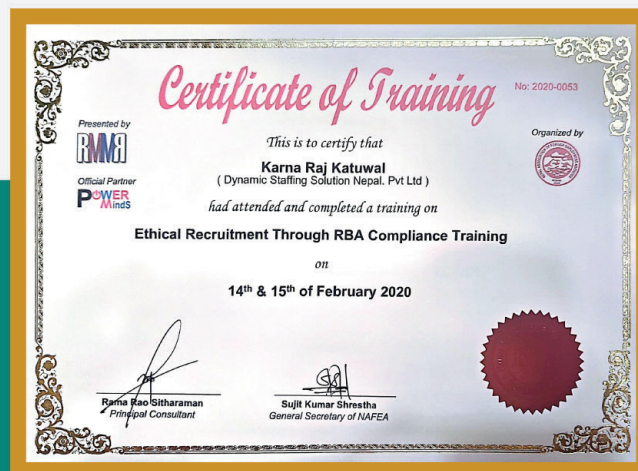 Certificate of Training
No: 2020-0053
Presented by
RMMR
Organized by
This is to certify that
Karna Raj Katuwal
( Dynamic Staffing Solution Nepal. Pvt Ltd )
Official Partner
POWER
MindS
had attended and completed a training on
Ethical Recruitment Through RBA Compliance Training
on
14th & 15th of February 2020
Rama Rao Sitharaman
Principal Consultant
Sujit Kumar Shrestha
General Secretary of NAFEA